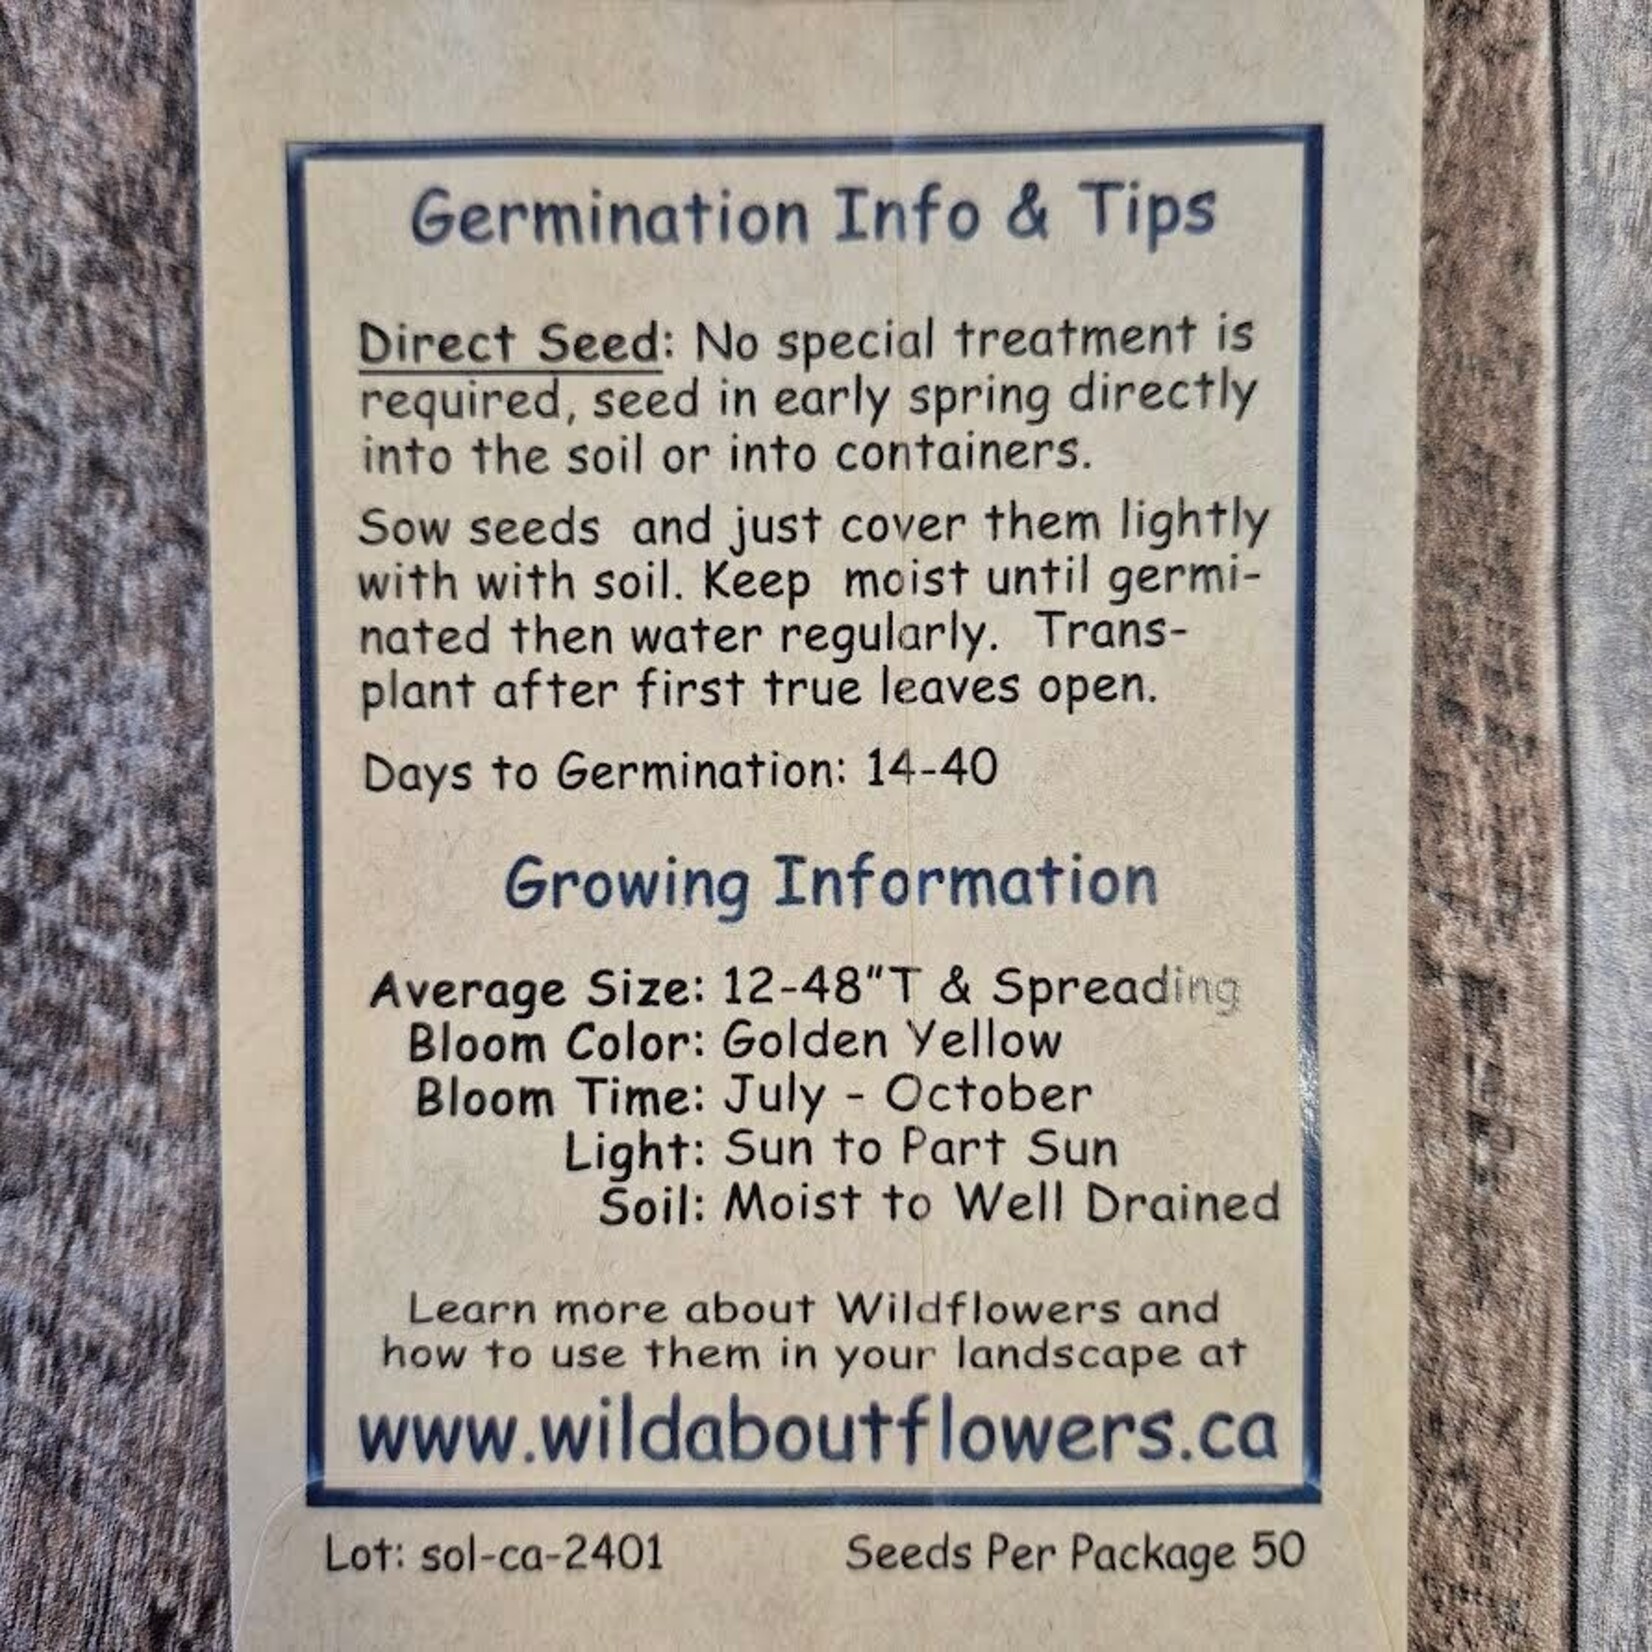 Germination Info & Tips
Direct Seed: No special treatment is
required, seed in early spring directly
into the soil or into containers.
Sow seeds and just cover them lightly
with with soil. Keep moist until germi-
nated then water regularly. Trans-
plant after first true leaves open.
Days to Germination: 14-40
Growing Information
Average Size: 12-48"T & Spreading
Bloom Color: Golden Yellow
Bloom Time: July - October
Light: Sun to Part Sun
Soil: Moist to Well Drained
Learn more about Wildflowers and
how to use them in your landscape at
www.wildaboutflowers.ca
Lot: sol-ca-2401 Seeds Per Package 50